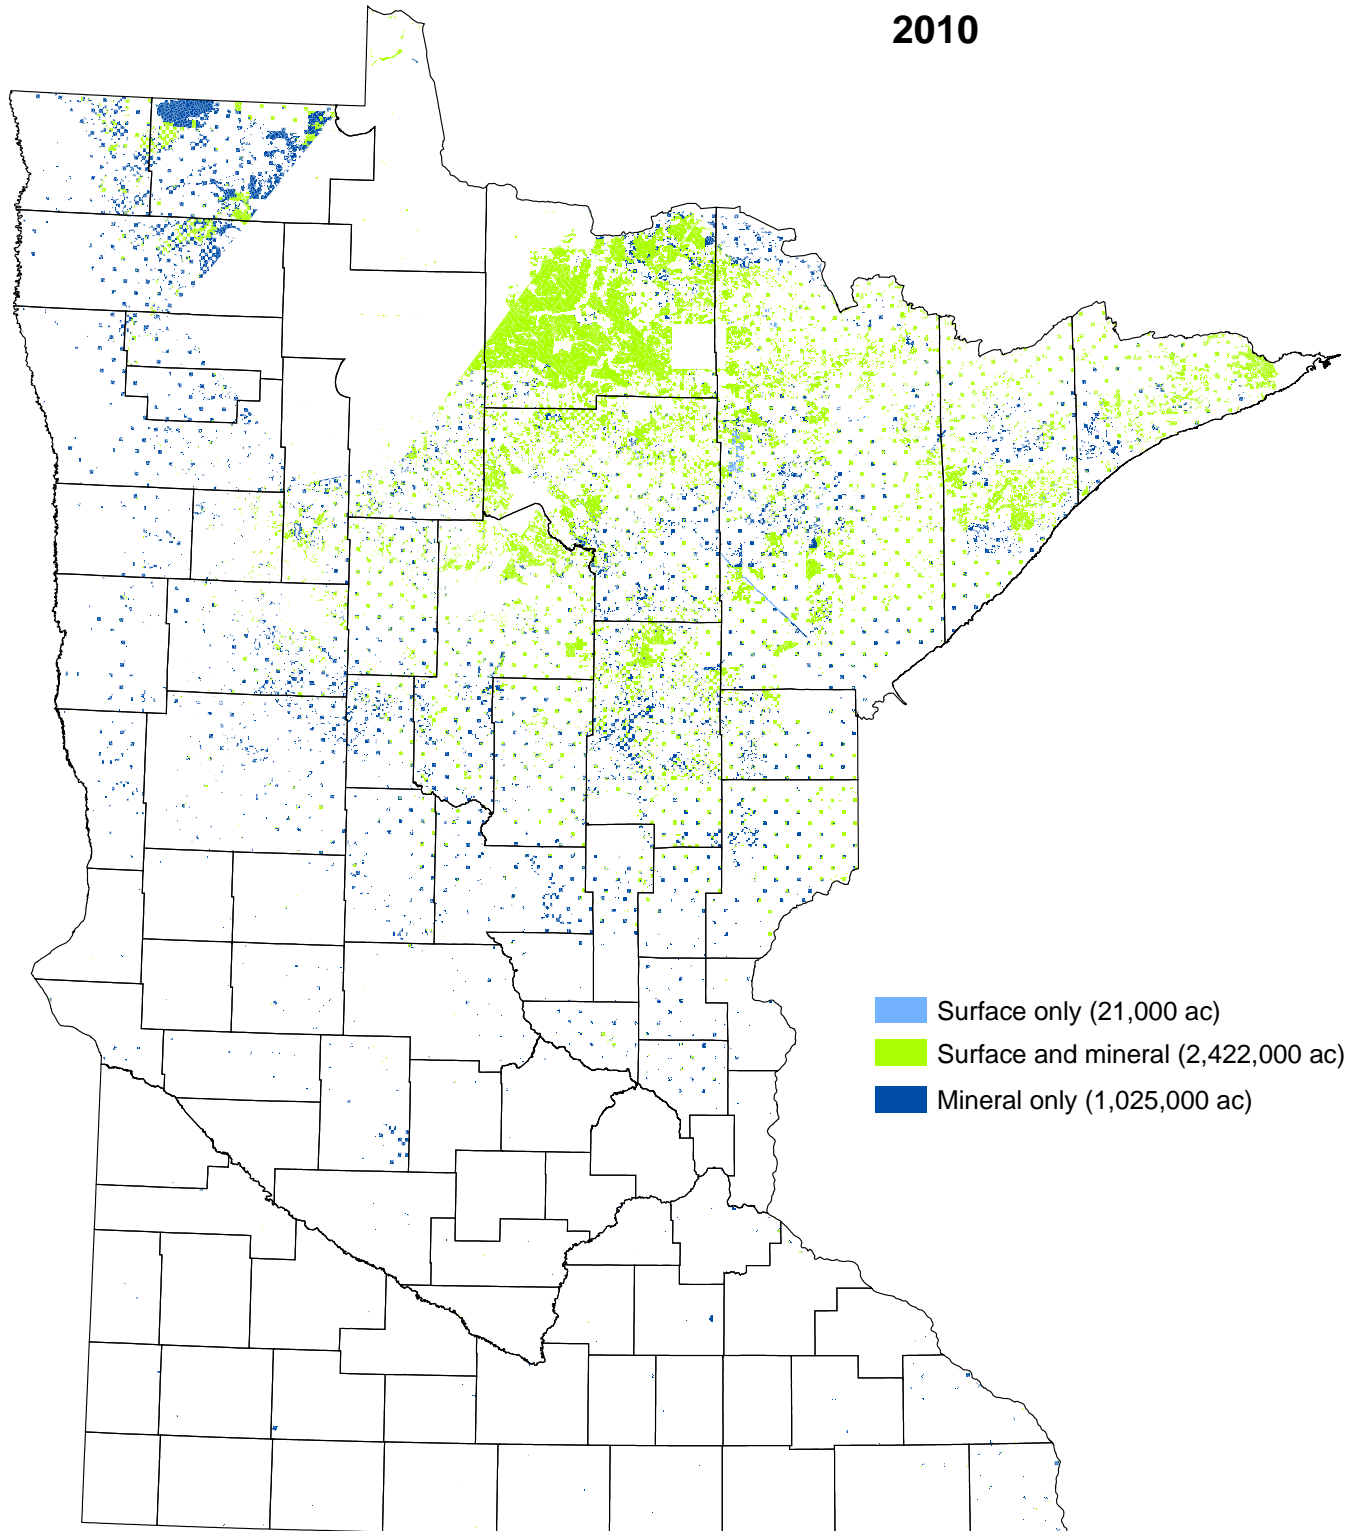 2010
Surface only (21,000 ac)
Surface and mineral (2,422,000 ac)
Mineral only (1,025,000 ac)